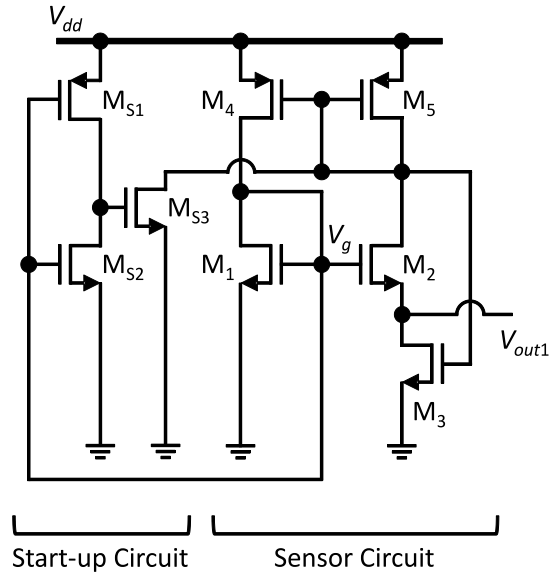 Vdd
MS1
M4
M5
MS3
Vg
MS2
M1
M2
Vout1
M3
Start-up Circuit
Sensor Circuit